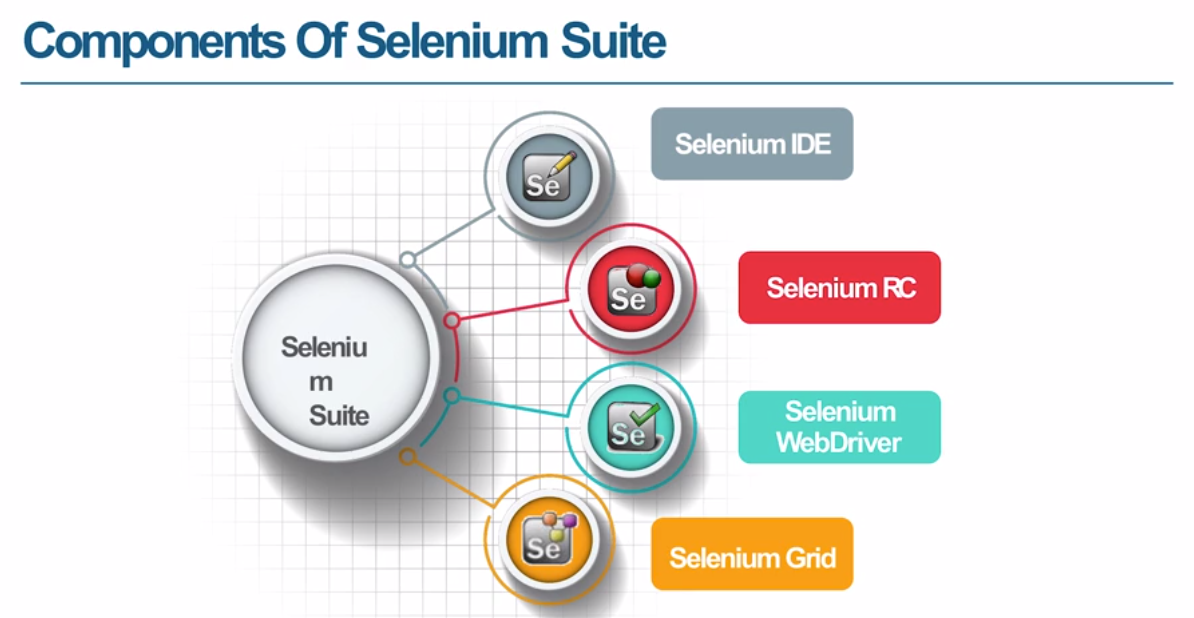 Components Of Selenium Suite
Selenium IDE
Se
Selenium RC
Se
Seleniu
m
Suite
Selenium
WebDriver
Se
Selenium Grid
Se